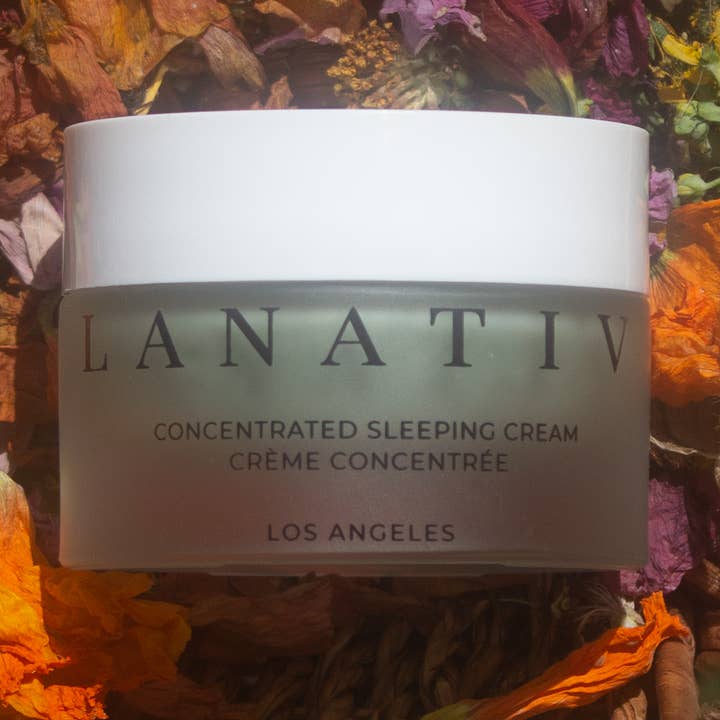 LANATIV
CONCENTRATED SLEEPING CREAM
CRÈME CONCENTRÉE
LOS ANGELES